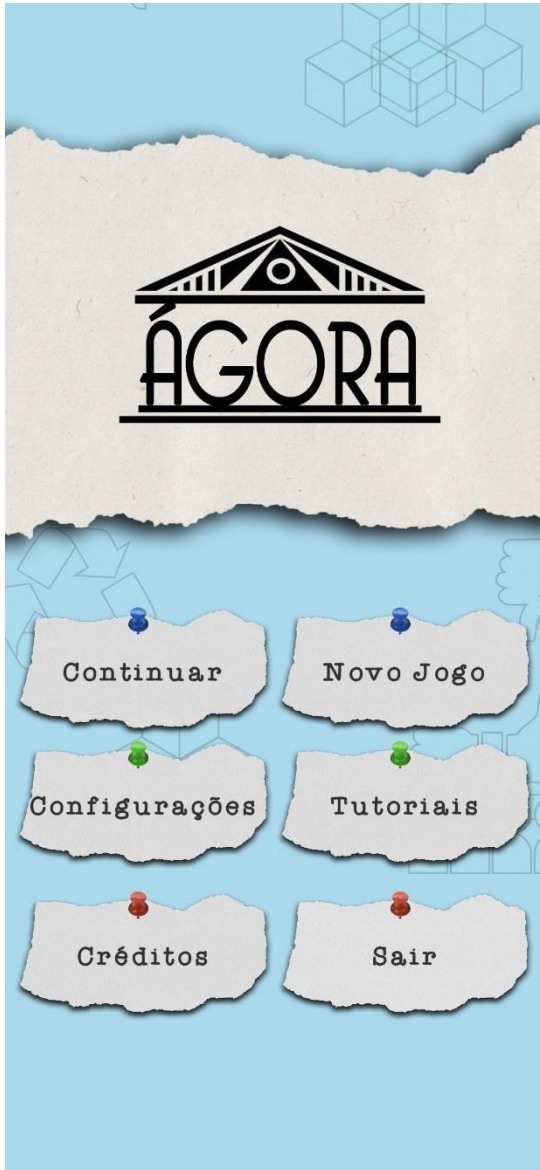 ÁGORA
Continuar
Novo Jogo
Configurações
Tutoriais
Créditos
Sair